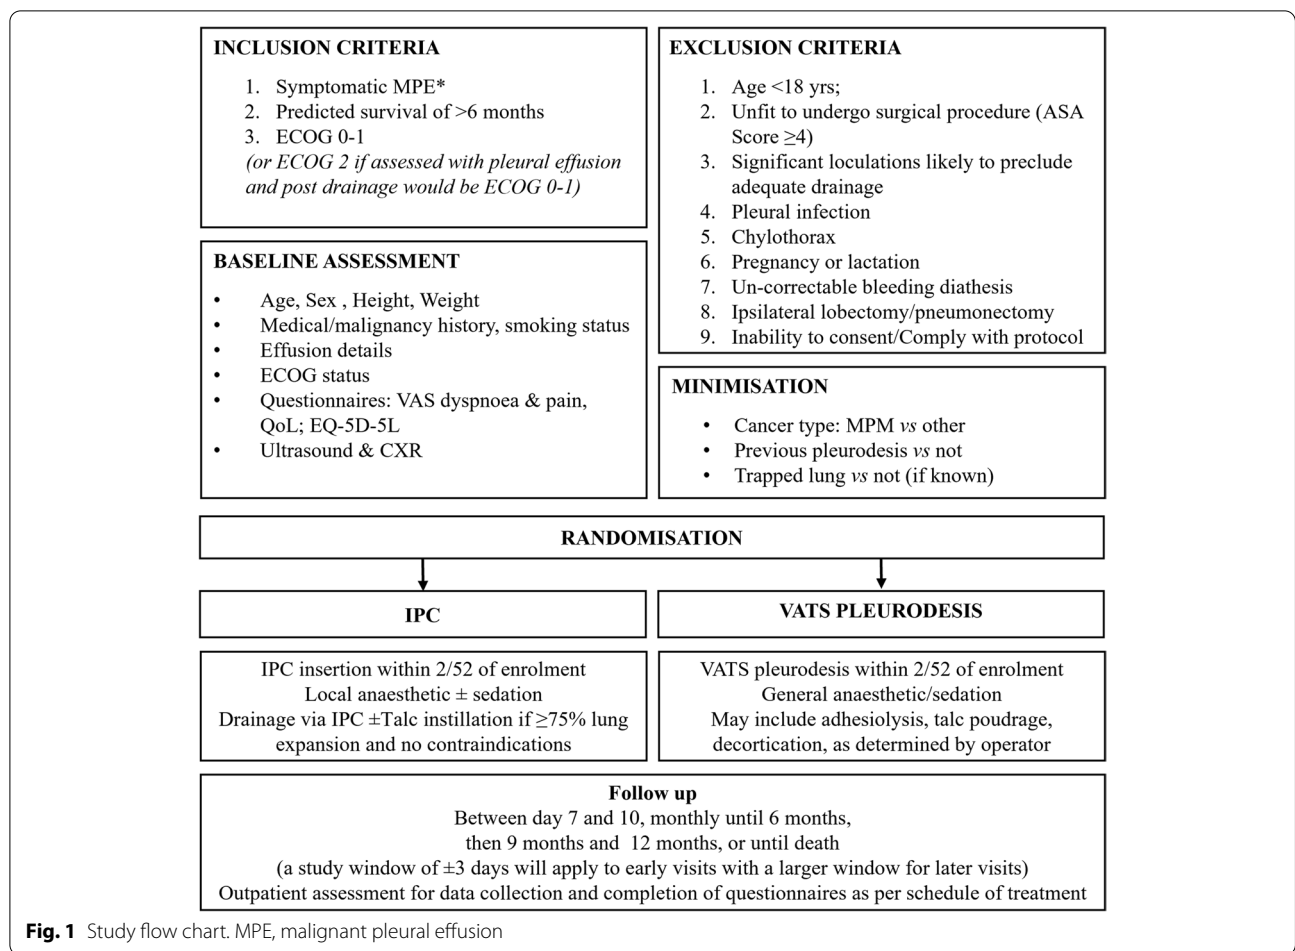 INCLUSION CRITERIA
1. Symptomatic MPE*
2. Predicted survival of >6 months
3. ECOG 0-1
(or ECOG 2 if assessed with pleural effusion
and post drainage would be ECOG 0-1)
EXCLUSION CRITERIA
1. Age <18 yrs;
2. Unfit to undergo surgical procedure (ASA
Score ≥4)
3. Significant loculations likely to preclude
adequate drainage
4. Pleural infection
5. Chylothorax
6. Pregnancy or lactation
7. Un-correctable bleeding diathesis
8. Ipsilateral lobectomy/pneumonectomy
9. Inability to consent/Comply with protocol
BASELINE ASSESSMENT
• Age, Sex , Height, Weight
• Medical/malignancy history, smoking status
• Effusion details
• ECOG status
• Questionnaires: VAS dyspnoea & pain,
QoL; EQ-5D-5L
• Ultrasound & CXR
MINIMISATION
• Cancer type: MPM vs other
• Previous pleurodesis vs not
• Trapped lung vs not (if known)
RANDOMISATION
IPC
VATS PLEURODESIS
IPC insertion within 2/52 of enrolment
Local anaesthetic ± sedation
Drainage via IPC ±Talc instillation if ≥75% lung
expansion and no contraindications
VATS pleurodesis within 2/52 of enrolment
General anaesthetic/sedation
May include adhesiolysis, talc poudrage,
decortication, as determined by operator
Follow up
Between day 7 and 10, monthly until 6 months,
then 9 months and 12 months, or until death
(a study window of ±3 days will apply to early visits with a larger window for later visits)
Outpatient assessment for data collection and completion of questionnaires as per schedule of treatment
Fig. 1 Study flow chart. MPE, malignant pleural effusion